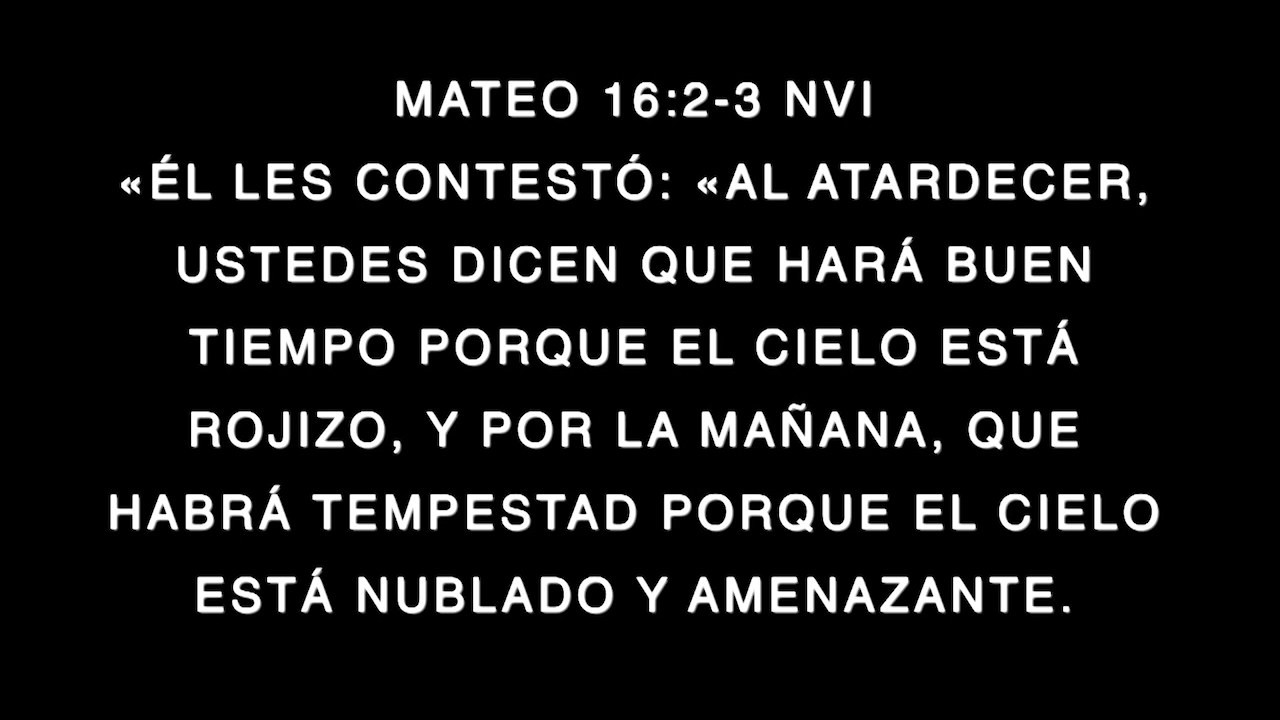 MATEO 16:2-3 NVI
«ÉL LES CONTESTÓ: «AL ATARDECER,
USTEDES DICEN QUE HARÁ BUEN
TIEMPO PORQUE EL CIELO ESTÁ
ROJIZO, Y POR LA MAÑANA, QUE
HABRÁ TEMPESTAD PORQUE EL CIELO
ESTÁ NUBLADO Y AMENAZANTE.